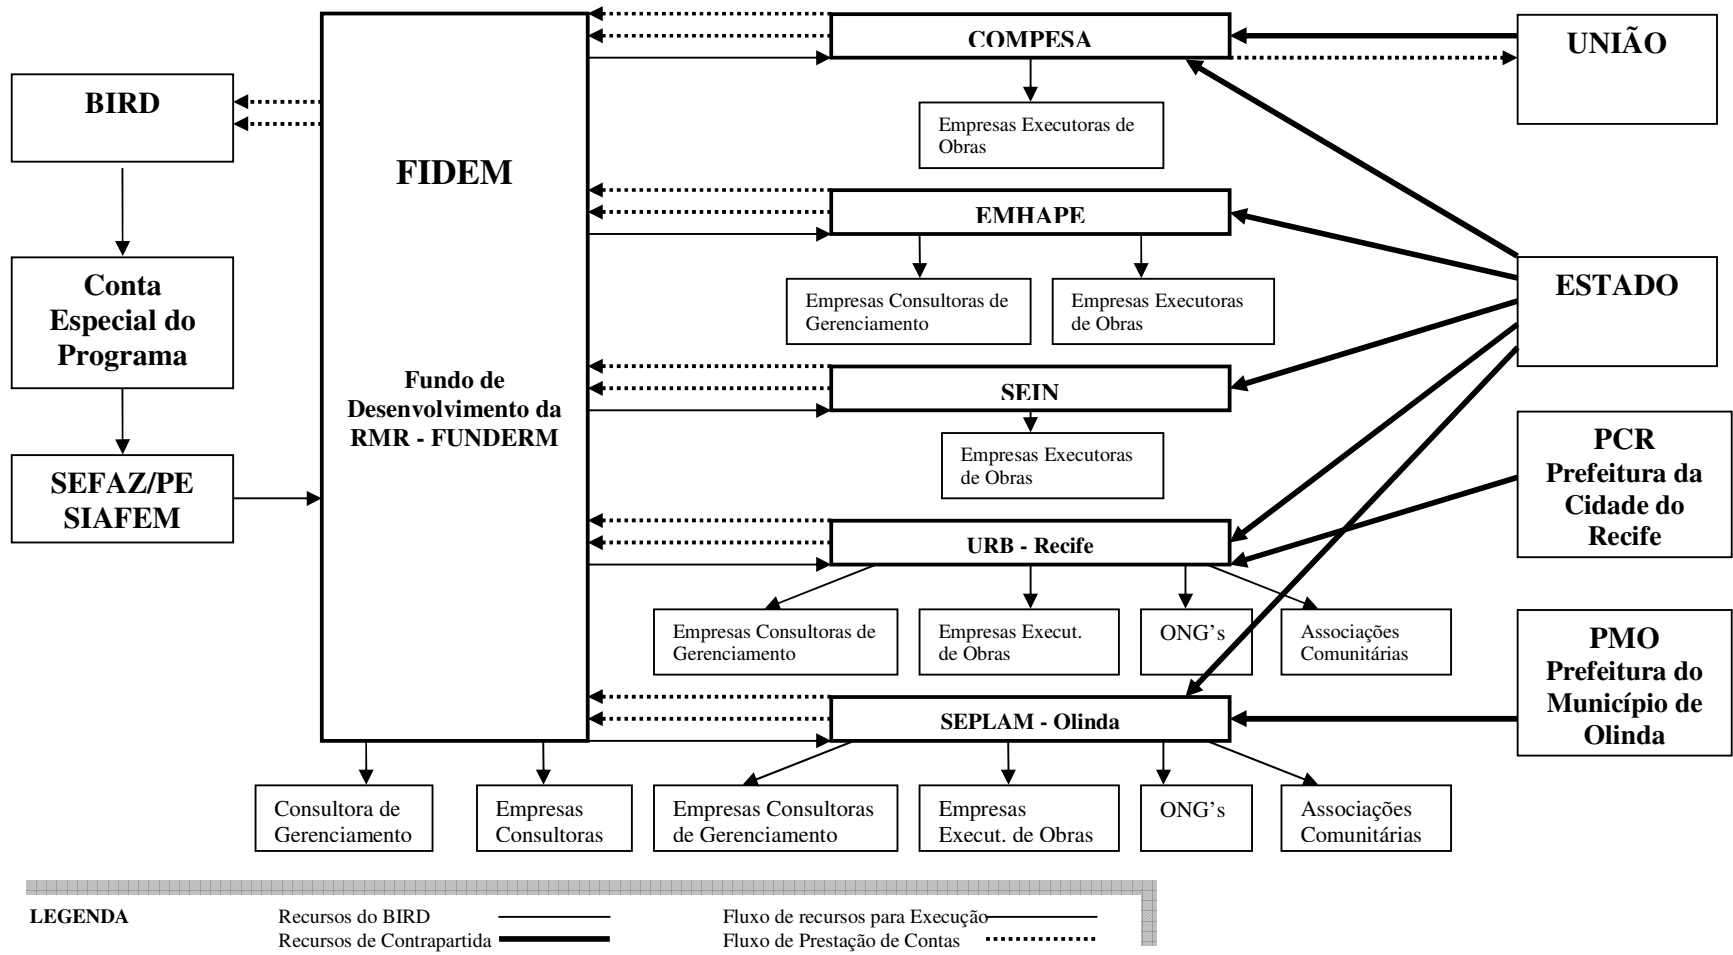 COMPESA
UNIÃO
BIRD
Empresas Executoras de
Obras
FIDEM
EMHAPE
Conta
Especial do
Programa
Empresas Consultoras de
Gerenciamento
Empresas Executoras
de Obras
ESTADO
Fundo de
Desenvolvimento da
RMR - FUNDERM
SEIN
Empresas Executoras
de Obras
PCR
Prefeitura da
Cidade do
Recife
SEFAZ/PE
SIAFEM
URB - Recife
Empresas Consultoras de
Gerenciamento
Empresas Execut.
de Obras
ONG’s
Associações
Comunitárias
PMO
Prefeitura do
Município de
Olinda
SEPLAM - Olinda
Consultora de
Gerenciamento
Empresas
Consultoras
Empresas Consultoras
de Gerenciamento
Empresas
Execut. de Obras
ONG’s
Associações
Comunitárias
LEGENDA
Recursos do BIRD
Recursos de Contrapartida
Fluxo de recursos para Execução
Fluxo de Prestação de Contas